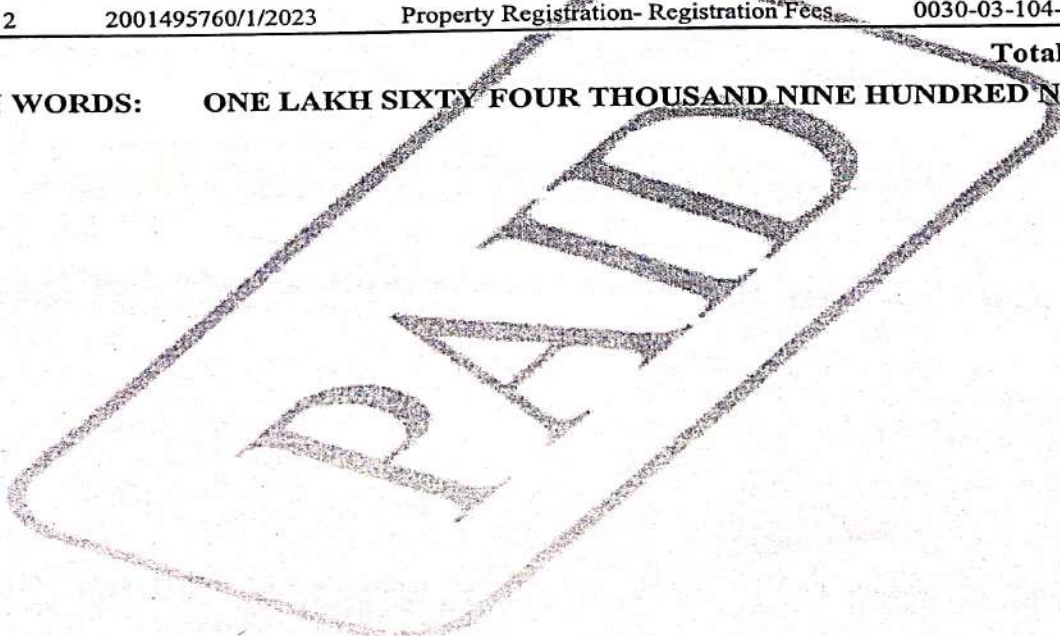 2 2001495760/1/2023 Property Registration- Registration Fees 0030-03-104-
Total
WORDS: ONE LAKH SIXTY FOUR THOUSAND NINE HUNDRED
PAID